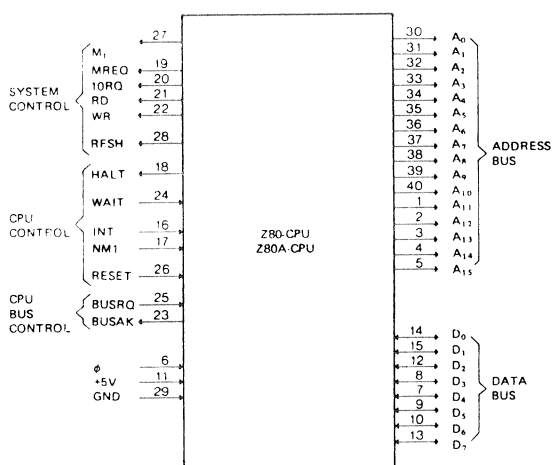 27
M₁
19
MREQ
20
10RQ
21
RD
22
WR
28
RFSH
SYSTEM
CONTROL
18
HALT
24
WAIT
16
INT
17
NM1
26
RESET
CPU
CONTROL
25
BUSRQ
23
BUSAK
CPU
BUS
CONTROL
6
φ
11
+5V
29
GND
Z80-CPU
Z80A-CPU
30 A₀
31 A₁
32 A₂
33 A₃
34 A₄
35 A₅
36 A₆
37 A₇
38 A₈
39 A₉
40 A₁₀
1 A₁₁
2 A₁₂
3 A₁₃
4 A₁₄
5 A₁₅
ADDRESS
BUS
14 D₀
15 D₁
12 D₂
8 D₃
7 D₄
9 D₅
10 D₆
13 D₇
DATA
BUS